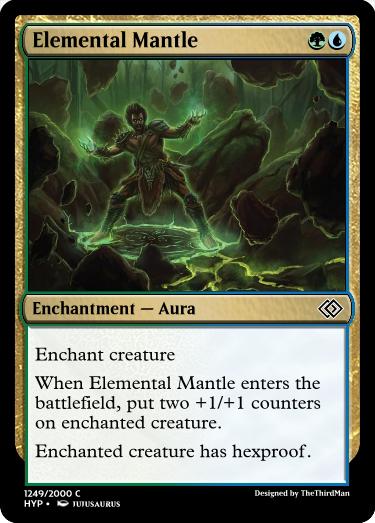 Elemental Mantle
Enchantment — Aura
Enchant creature
When Elemental Mantle enters the
battlefield, put two +1/+1 counters
on enchanted creature.
Enchanted creature has hexproof.
1249/2000 C
Designed by TheThirdMan
HYP • JUJUSAURUS